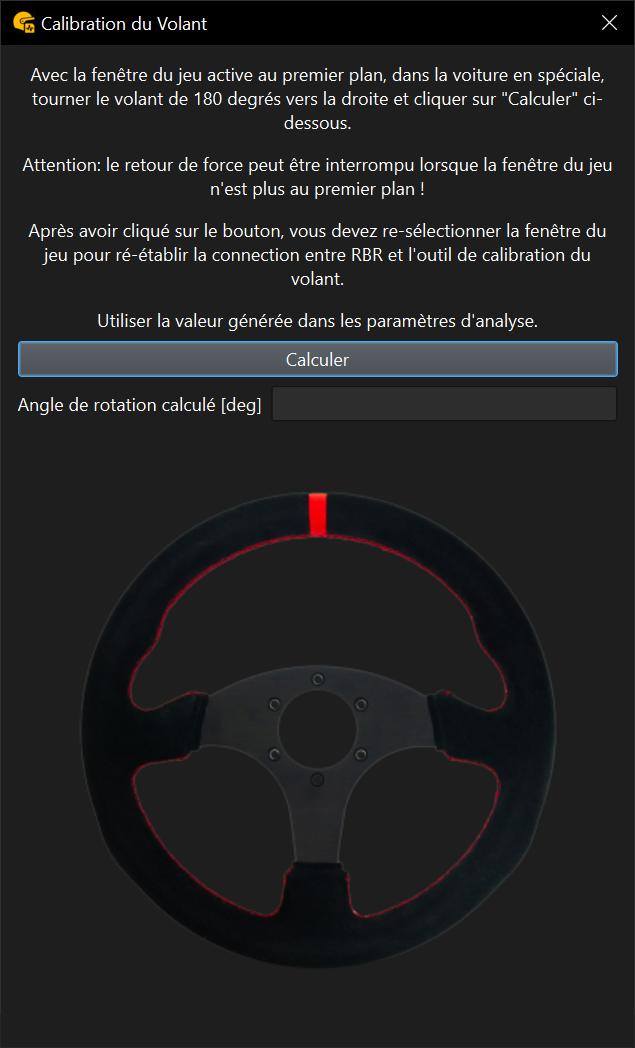 Calibration du Volant
Avec la fenêtre du jeu active au premier plan, dans la voiture en spéciale,
tourner le volant de 180 degrés vers la droite et cliquer sur "Calculer" ci-
dessous.
Attention: le retour de force peut être interrompu lorsque la fenêtre du jeu
n'est plus au premier plan !
Après avoir cliqué sur le bouton, vous devez re-sélectionner la fenêtre du
jeu pour ré-établir la connection entre RBR et l'outil de calibration du
volant.
Utiliser la valeur générée dans les paramètres d'analyse.
Calculer
Angle de rotation calculé [deg]